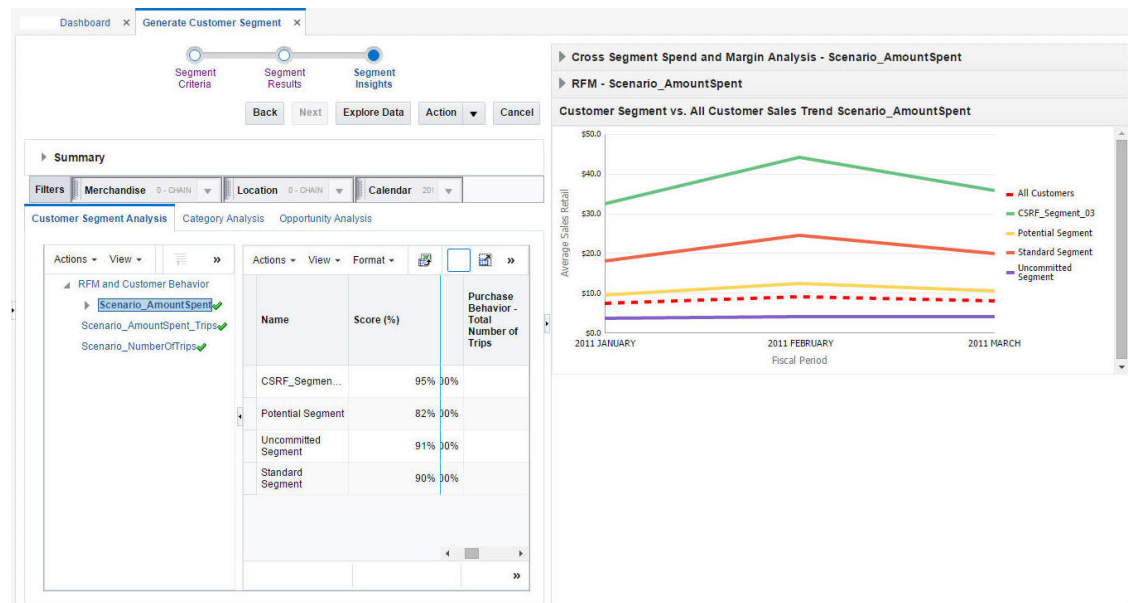 Dashboard × Generate Customer Segment ×
Segment Criteria
Segment Results
Segment Insights
Back Next Explore Data Action Cancel
Summary
Filters Merchandise 0 - CHAIN Location 0 - CHAIN Calendar 201
Customer Segment Analysis Category Analysis Opportunity Analysis
Actions View »
RFM and Customer Behavior
Scenario_AmountSpent
Scenario_AmountSpent_Trips
Scenario_NumberOfTrips
Actions View Format »
Name Score (%)
Purchase
Behavior -
Total
Number of
Trips
CSRF_Segmen... 95% 00%
Potential Segment 82% 00%
Uncommitted
Segment 91% 00%
Standard
Segment 90% 00%
»
Cross Segment Spend and Margin Analysis - Scenario_AmountSpent
RFM - Scenario_AmountSpent
Customer Segment vs. All Customer Sales Trend Scenario_AmountSpent
Average Sales Retail
$50.0
$40.0
$30.0
$20.0
$10.0
$0.0
2011 JANUARY 2011 FEBRUARY 2011 MARCH
Fiscal Period
All Customers
CSRF_Segment_03
Potential Segment
Standard Segment
Uncommitted
Segment